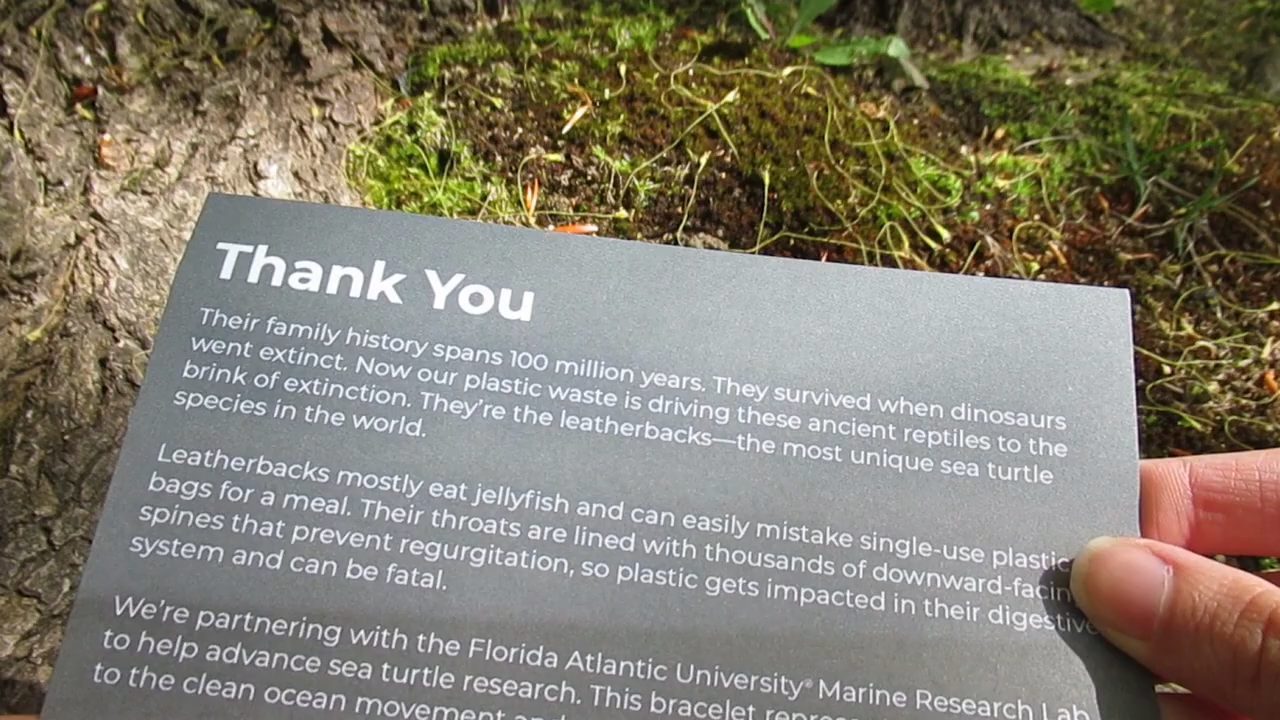 Thank You
Their family history spans 100 million years. They survived when dinosaurs
went extinct. Now our plastic waste is driving these ancient reptiles to the
brink of extinction. They're the leatherbacks—the most unique sea turtle
species in the world.
Leatherbacks mostly eat jellyfish and can easily mistake single-use plastic
bags for a meal. Their throats are lined with thousands of downward-facin
spines that prevent regurgitation, so plastic gets impacted in their digestive
system and can be fatal.
We're partnering with the Florida Atlantic University® Marine Research Lab
to help advance sea turtle research. This bracelet
to the clean ocean movement